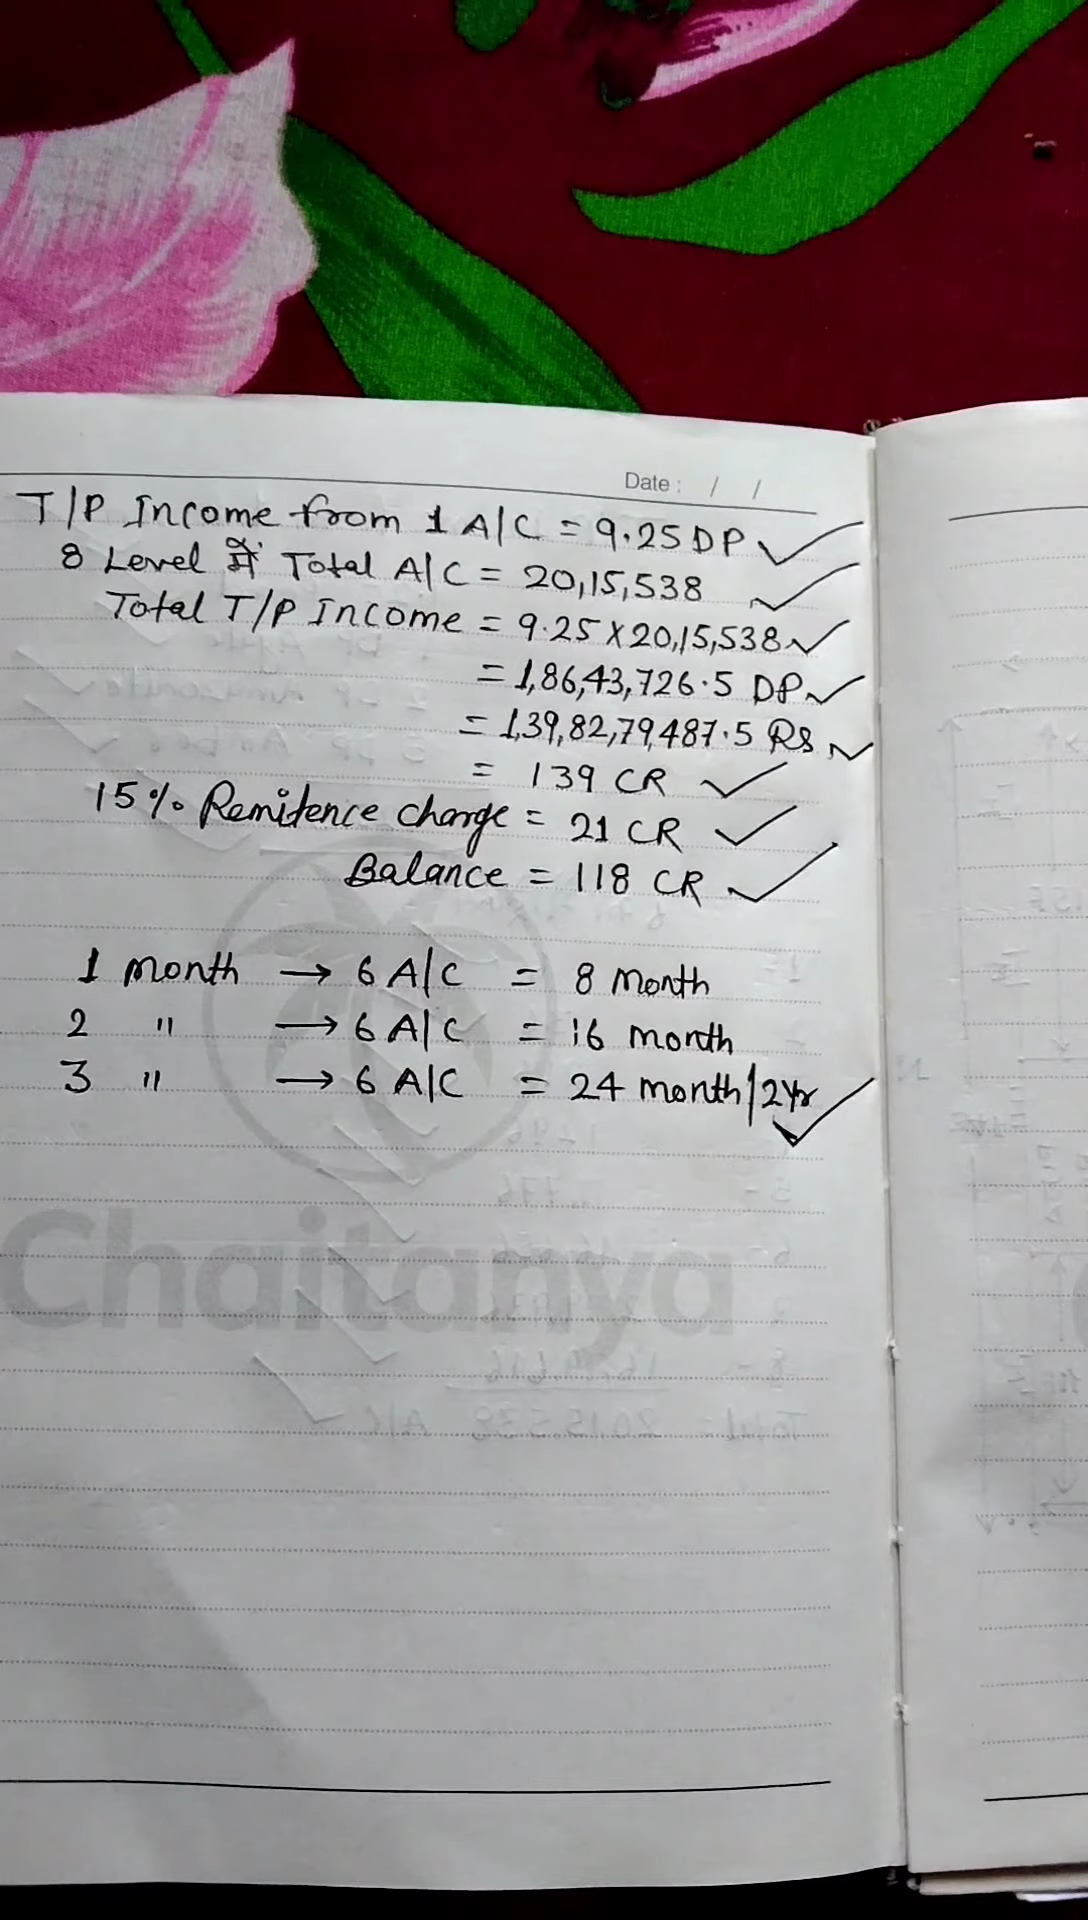 Date : / /
T/P Income from 1 A/C = 9.25 DP
8 Level में Total A/C = 20,15,538
Total T/P Income = 9.25 X 20,15,538
= 1,86,43,726.5 DP
= 1,39,82,79,487.5 Rs
= 139 CR
15% Remitence charge = 21 CR
Balance = 118 CR
1 month → 6 A/C = 8 month
2 " → 6 A/C = 16 month
3 " → 6 A/C = 24 month/2yr
Chaitanya